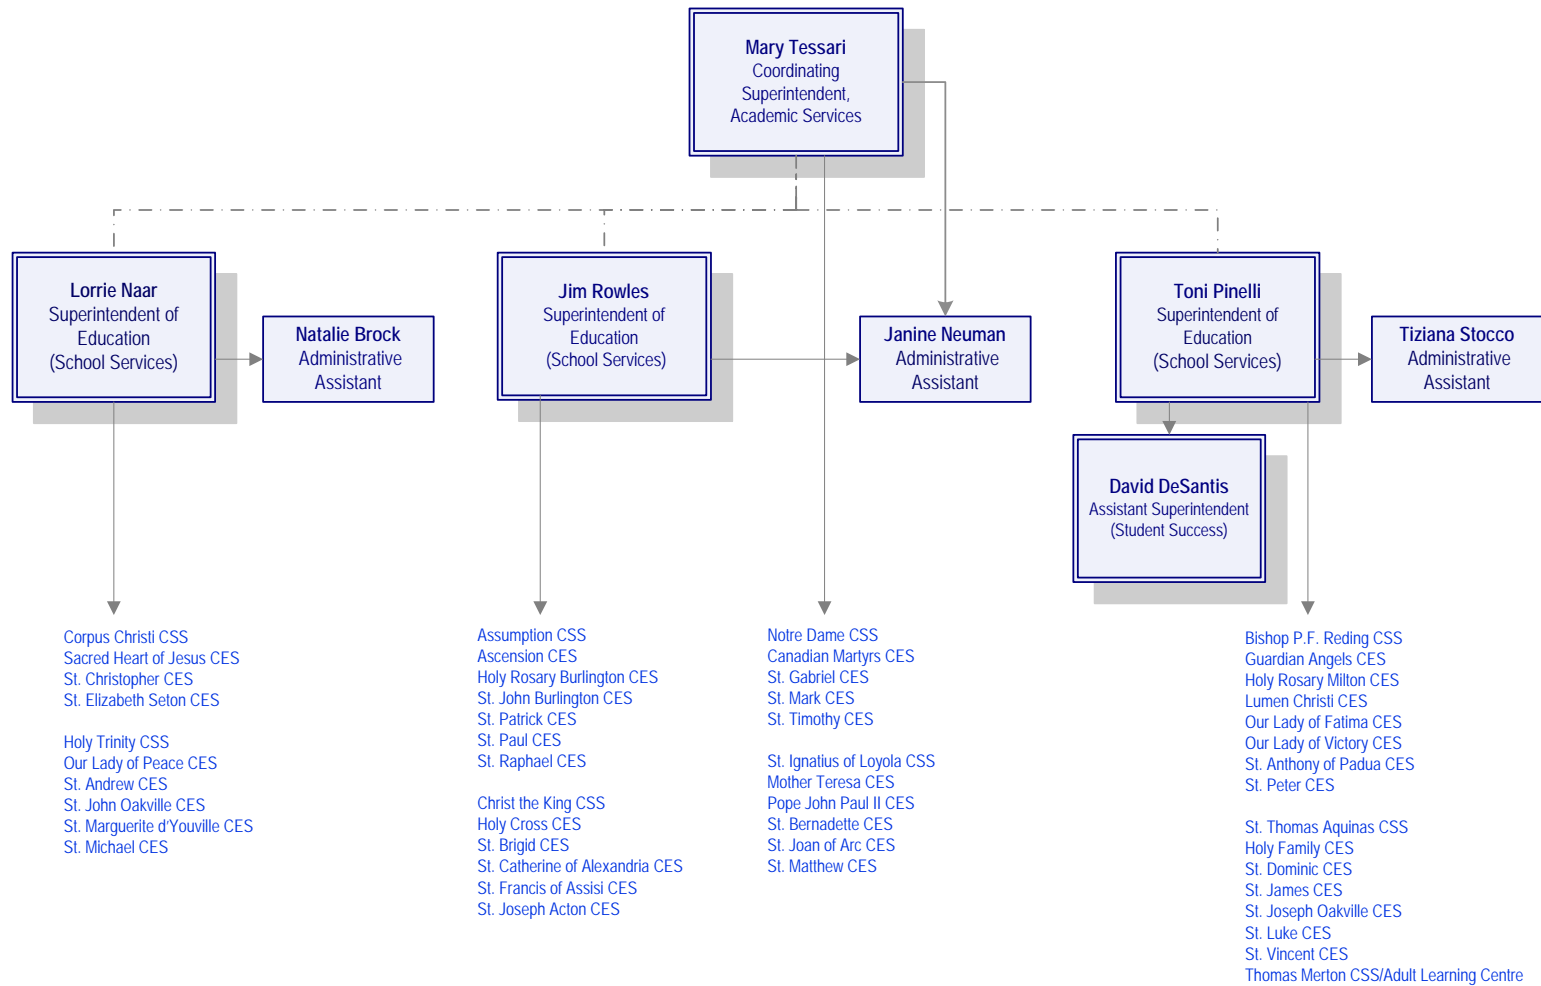 Mary Tessari
Coordinating
Superintendent,
Academic Services
Lorrie Naar
Superintendent of
Education
(School Services)
Natalie Brock
Administrative
Assistant
Jim Rowles
Superintendent of
Education
(School Services)
Janine Neuman
Administrative
Assistant
Toni Pinelli
Superintendent of
Education
(School Services)
Tiziana Stocco
Administrative
Assistant
David DeSantis
Assistant Superintendent
(Student Success)
Corpus Christi CSS
Sacred Heart of Jesus CES
St. Christopher CES
St. Elizabeth Seton CES
Holy Trinity CSS
Our Lady of Peace CES
St. Andrew CES
St. John Oakville CES
St. Marguerite d'Youville CES
St. Michael CES
Assumption CSS
Ascension CES
Holy Rosary Burlington CES
St. John Burlington CES
St. Patrick CES
St. Paul CES
St. Raphael CES
Christ the King CSS
Holy Cross CES
St. Brigid CES
St. Catherine of Alexandria CES
St. Francis of Assisi CES
St. Joseph Acton CES
Notre Dame CSS
Canadian Martyrs CES
St. Gabriel CES
St. Mark CES
St. Timothy CES
St. Ignatius of Loyola CSS
Mother Teresa CES
Pope John Paul II CES
St. Bernadette CES
St. Joan of Arc CES
St. Matthew CES
Bishop P.F. Reding CSS
Guardian Angels CES
Holy Rosary Milton CES
Lumen Christi CES
Our Lady of Fatima CES
Our Lady of Victory CES
St. Anthony of Padua CES
St. Peter CES
St. Thomas Aquinas CSS
Holy Family CES
St. Dominic CES
St. James CES
St. Joseph Oakville CES
St. Luke CES
St. Vincent CES
Thomas Merton CSS/Adult Learning Centre